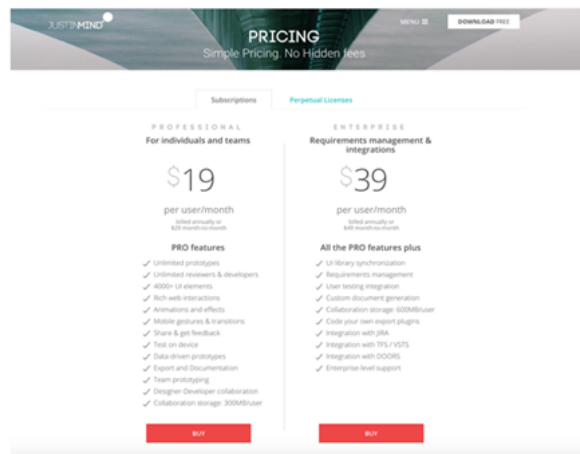 JUSTINMIND
MENU
DOWNLOAD FREE
PRICING
Simple Pricing. No Hidden fees
Subscriptions
Perpetual Licenses
PROFESSIONAL
For individuals and teams
$19
per user/month
billed annually or
$29 month-to-month
PRO features
Unlimited prototypes
Unlimited reviewers & developers
4000+ UI elements
Rich web interactions
Animations and effects
Mobile gestures & transitions
Share & get feedback
Test on device
Data-driven prototypes
Export and Documentation
Team prototyping
Designer Developer collaboration
Collaboration storage: 300MB/user
BUY
ENTERPRISE
Requirements management &
integrations
$39
per user/month
billed annually or
$49 month-to-month
All the PRO features plus
UI library synchronization
Requirements management
User testing integration
Custom document generation
Collaboration storage: 600MB/user
Code your own export plugins
Integration with JIRA
Integration with TFS / VSTS
Integration with DOORS
Enterprise-level support
BUY